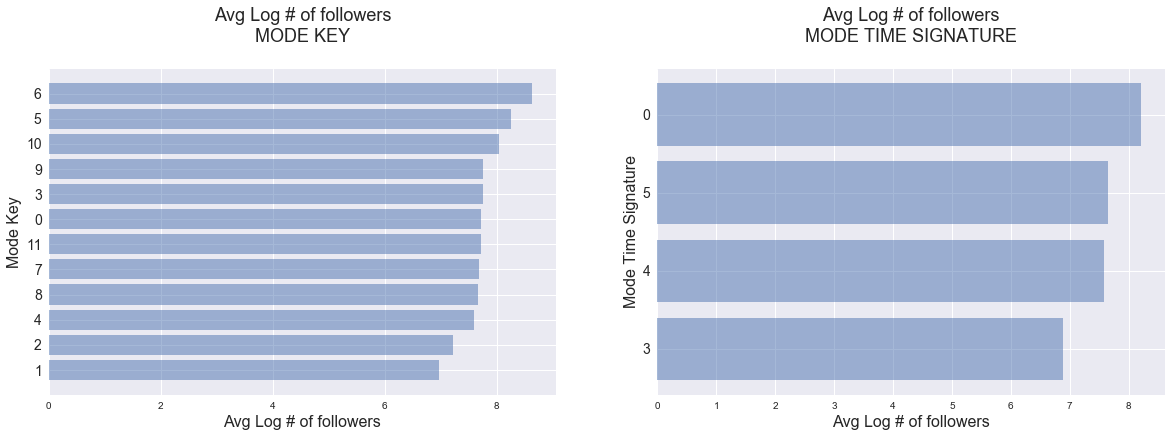 Avg Log # of followers
MODE KEY
Mode Key
6
5
10
9
3
0
11
7
8
4
2
1
0 2 4 6 8
Avg Log # of followers
Avg Log # of followers
MODE TIME SIGNATURE
Mode Time Signature
0
5
4
3
0 1 2 3 4 5 6 7 8
Avg Log # of followers